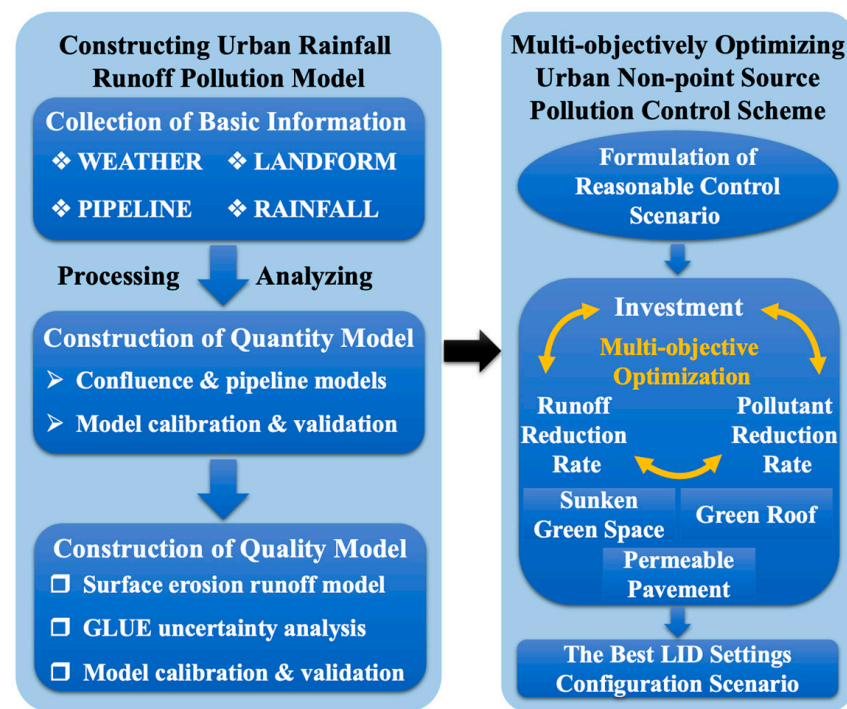 Constructing Urban Rainfall
Runoff Pollution Model
Collection of Basic Information
❖ WEATHER ❖ LANDFORM
❖ PIPELINE ❖ RAINFALL
Processing Analyzing
Construction of Quantity Model
➢ Confluence & pipeline models
➢ Model calibration & validation
Construction of Quality Model
❒ Surface erosion runoff model
❒ GLUE uncertainty analysis
❒ Model calibration & validation
Multi-objectively Optimizing
Urban Non-point Source
Pollution Control Scheme
Formulation of
Reasonable Control
Scenario
Investment
Multi-objective
Optimization
Runoff
Reduction
Rate
Pollutant
Reduction
Rate
Sunken
Green Space
Green Roof
Permeable
Pavement
The Best LID Settings
Configuration Scenario